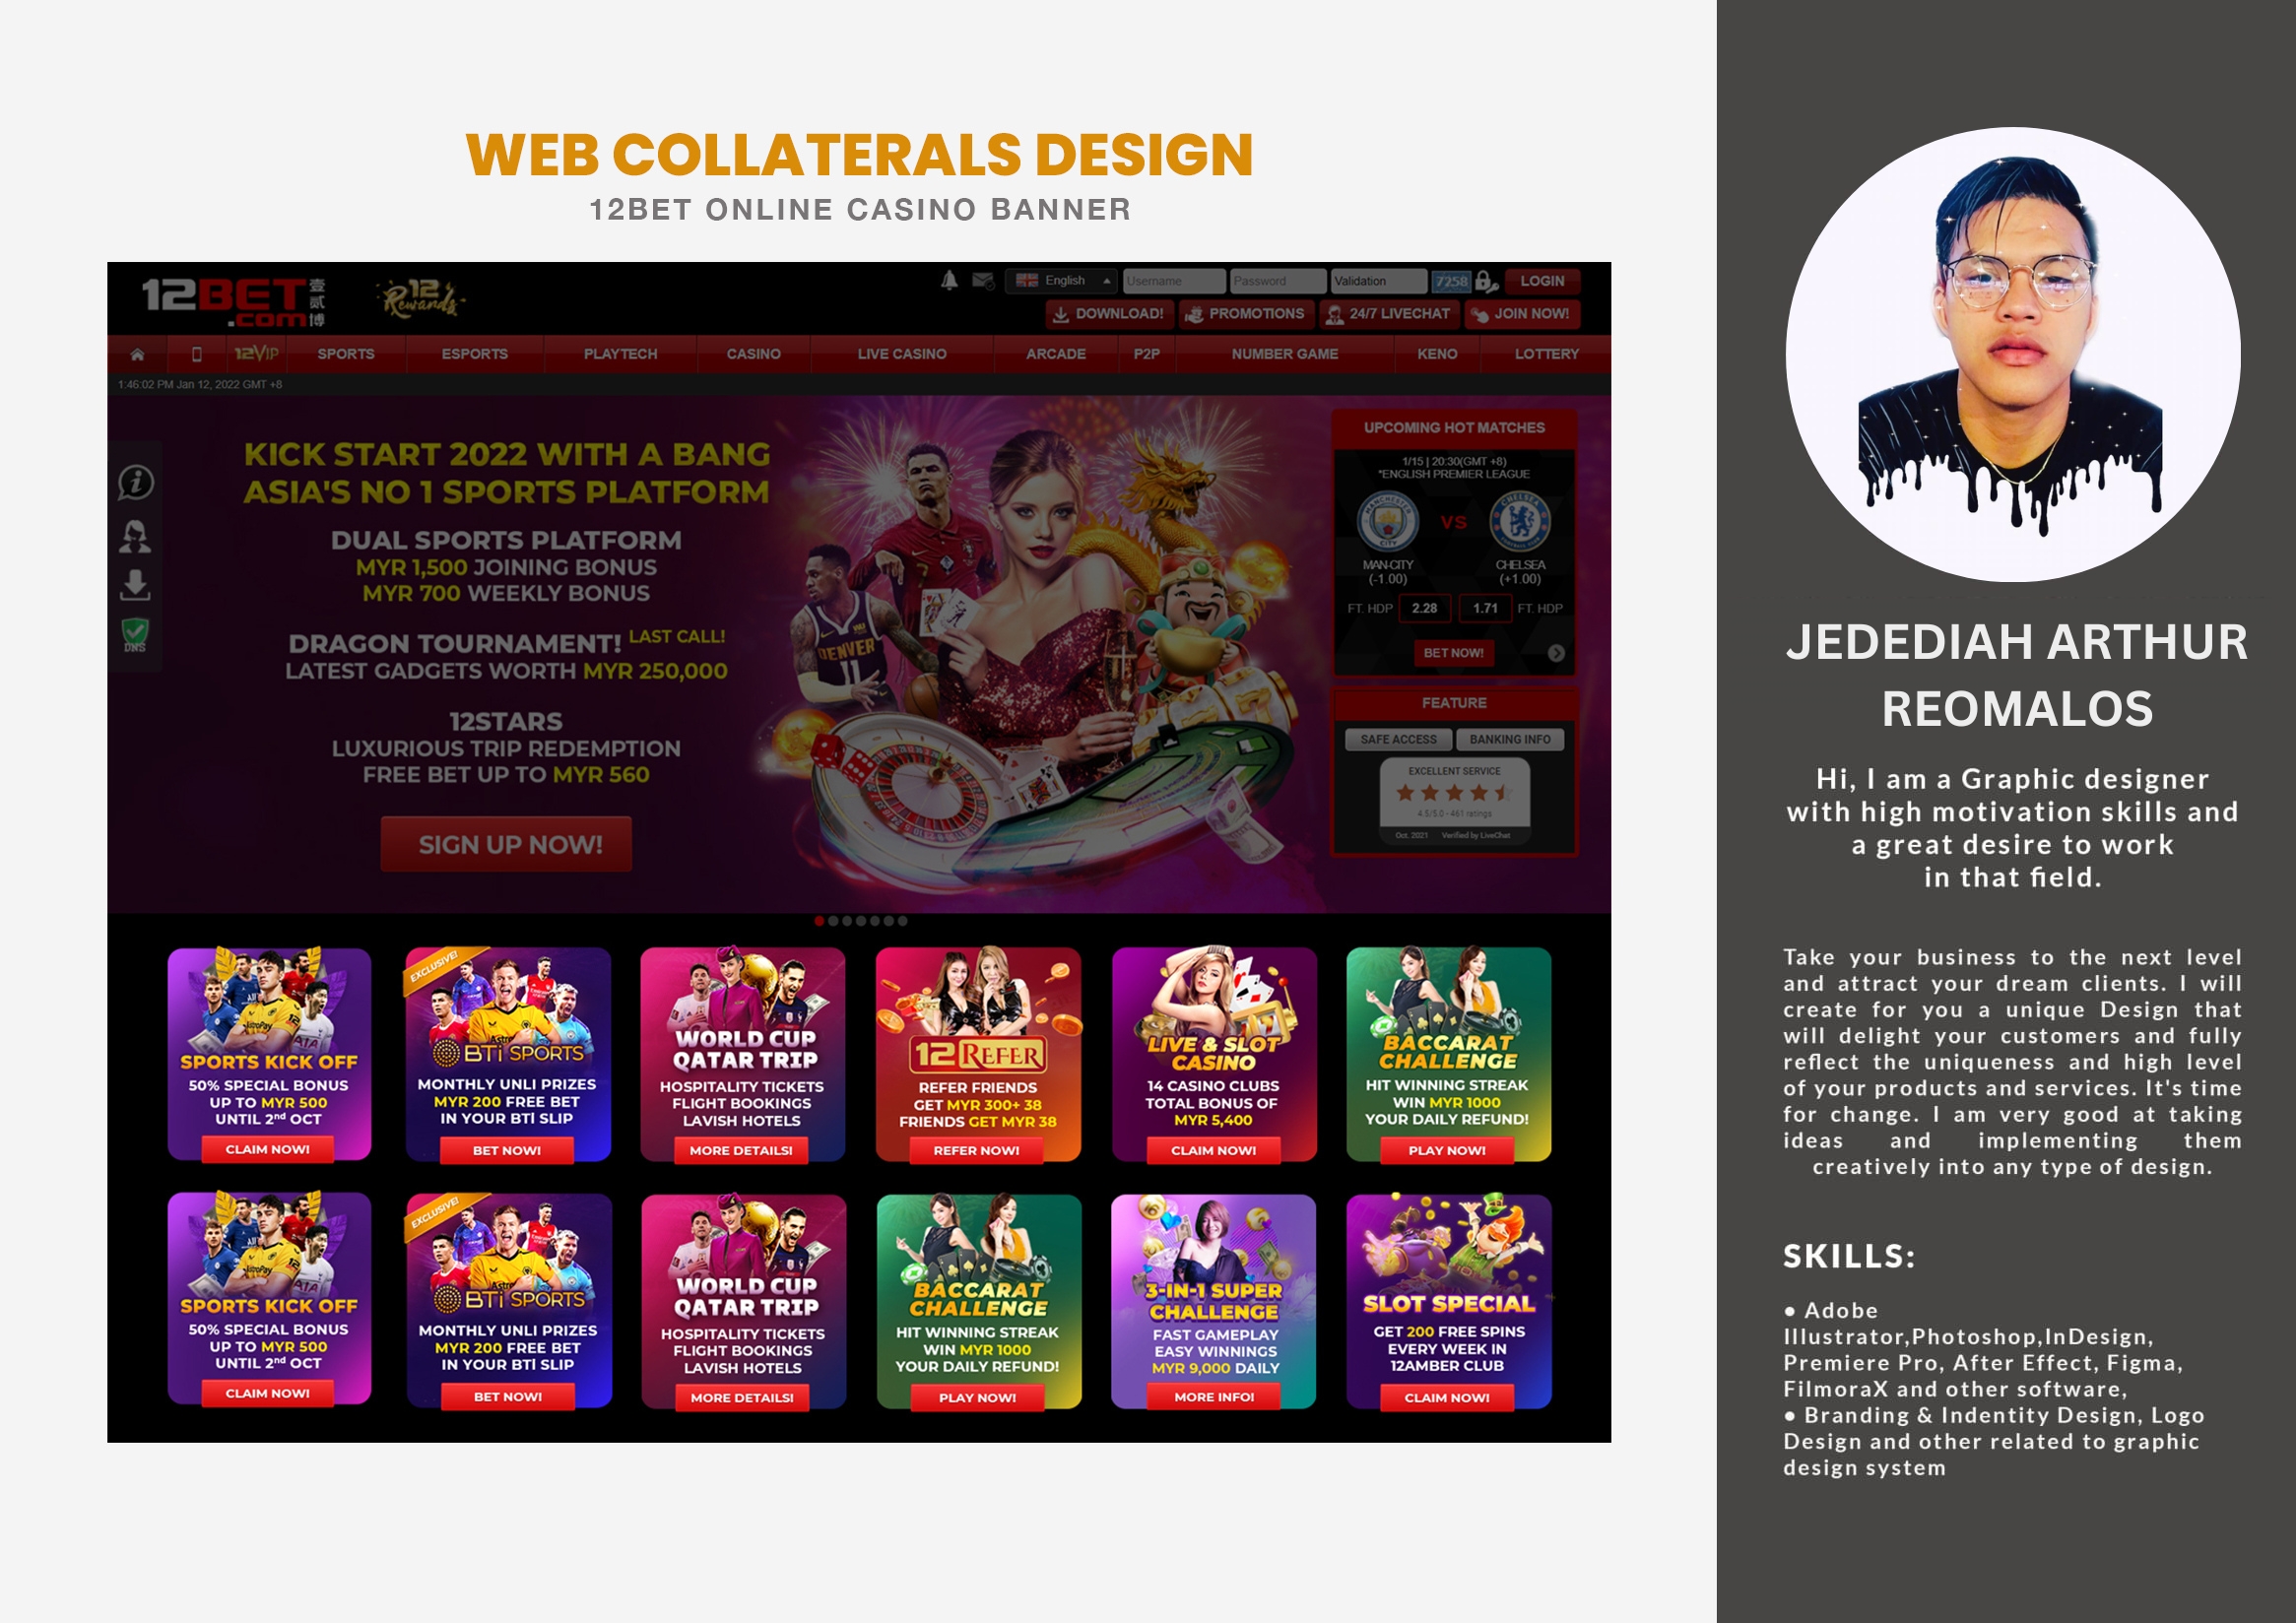 WEB COLLATERALS DESIGN
12BET ONLINE CASINO BANNER
12BET 壹贰博
.com
12
Rewards
English
Username
Password
Validation
7258
LOGIN
DOWNLOAD!
PROMOTIONS
24/7 LIVECHAT
JOIN NOW!
12VIP
SPORTS
ESPORTS
PLAYTECH
CASINO
LIVE CASINO
ARCADE
P2P
NUMBER GAME
KENO
LOTTERY
1:46:02 PM Jan 12, 2022 GMT +8
DNS
KICK START 2022 WITH A BANG
ASIA'S NO 1 SPORTS PLATFORM
DUAL SPORTS PLATFORM
MYR 1,500 JOINING BONUS
MYR 700 WEEKLY BONUS
DRAGON TOURNAMENT! LAST CALL!
LATEST GADGETS WORTH MYR 250,000
12STARS
LUXURIOUS TRIP REDEMPTION
FREE BET UP TO MYR 560
SIGN UP NOW!
7
DENVER
11
UPCOMING HOT MATCHES
1/15 | 20:30(GMT +8)
*ENGLISH PREMIER LEAGUE
MANCHESTER
CITY
VS
CHELSEA
FOOTBALL CLUB
MAN-CITY
CHELSEA
(-1.00)
(+1.00)
FT. HDP 2.28 1.71 FT. HDP
BET NOW!
FEATURE
SAFE ACCESS
BANKING INFO
EXCELLENT SERVICE
4.5/5.0 - 461 ratings
Oct. 2021 Verified by LiveChat
SPORTS KICK OFF
50% SPECIAL BONUS
UP TO MYR 500
UNTIL 2nd OCT
CLAIM NOW!
EXCLUSIVE!
BTi SPORTS
MONTHLY UNLI PRIZES
MYR 200 FREE BET
IN YOUR BTi SLIP
BET NOW!
WORLD CUP
QATAR TRIP
HOSPITALITY TICKETS
FLIGHT BOOKINGS
LAVISH HOTELS
MORE DETAILS!
12 REFER
REFER FRIENDS
GET MYR 300+ 38
FRIENDS GET MYR 38
REFER NOW!
LIVE & SLOT
CASINO
14 CASINO CLUBS
TOTAL BONUS OF
MYR 5,400
CLAIM NOW!
BACCARAT
CHALLENGE
HIT WINNING STREAK
WIN MYR 1000
YOUR DAILY REFUND!
PLAY NOW!
SPORTS KICK OFF
50% SPECIAL BONUS
UP TO MYR 500
UNTIL 2nd OCT
CLAIM NOW!
EXCLUSIVE!
BTi SPORTS
MONTHLY UNLI PRIZES
MYR 200 FREE BET
IN YOUR BTi SLIP
BET NOW!
WORLD CUP
QATAR TRIP
HOSPITALITY TICKETS
FLIGHT BOOKINGS
LAVISH HOTELS
MORE DETAILS!
BACCARAT
CHALLENGE
HIT WINNING STREAK
WIN MYR 1000
YOUR DAILY REFUND!
PLAY NOW!
3-IN-1 SUPER
CHALLENGE
FAST GAMEPLAY
EASY WINNINGS
MYR 9,000 DAILY
MORE INFO!
SLOT SPECIAL
GET 200 FREE SPINS
EVERY WEEK IN
12AMBER CLUB
CLAIM NOW!
JEDEDIAH ARTHUR
REOMALOS
Hi, I am a Graphic designer
with high motivation skills and
a great desire to work
in that field.
Take your business to the next level
and attract your dream clients. I will
create for you a unique Design that
will delight your customers and fully
reflect the uniqueness and high level
of your products and services. It's time
for change. I am very good at taking
ideas and implementing them
creatively into any type of design.
SKILLS:
● Adobe
Illustrator,Photoshop,InDesign,
Premiere Pro, After Effect, Figma,
FilmoraX and other software,
● Branding & Indentity Design, Logo
Design and other related to graphic
design system